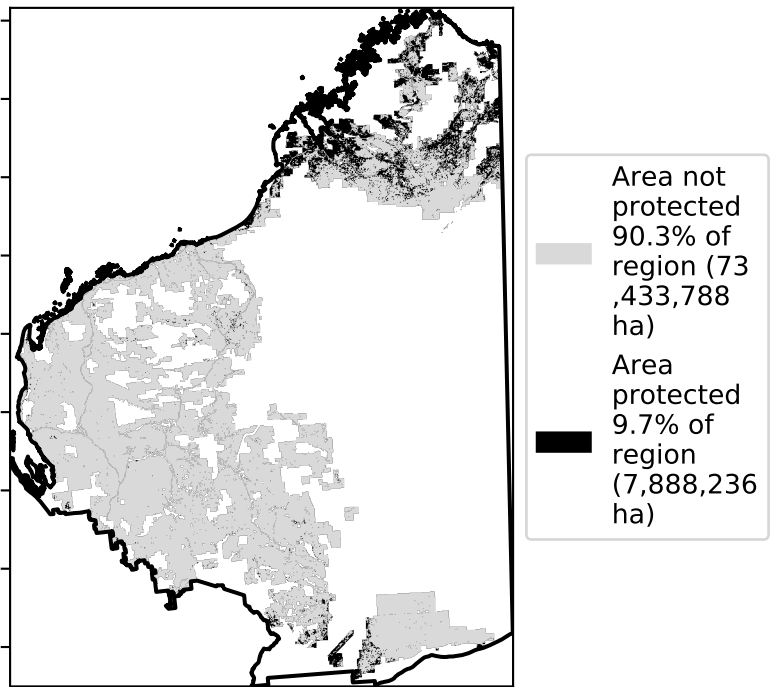 Area not
protected
90.3% of
region (73
,433,788
ha)
Area
protected
9.7% of
region
(7,888,236
ha)